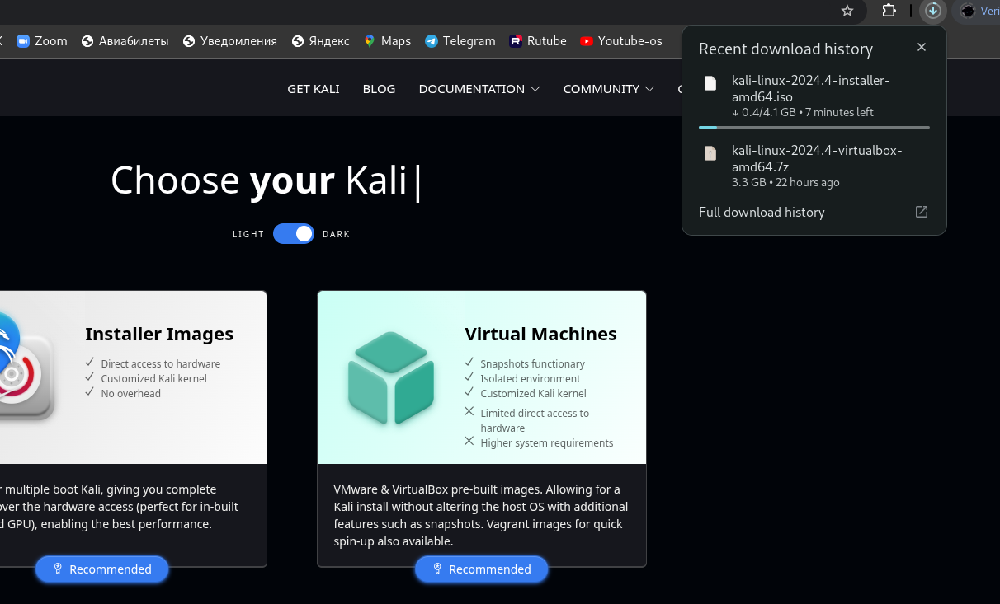 Veri
Zoom Авиабилеты Уведомления Яндекс Maps Telegram Rutube Youtube-os
Recent download history
kali-linux-2024.4-installer-
amd64.iso
↓ 0.4/4.1 GB • 7 minutes left
kali-linux-2024.4-virtualbox-
amd64.7z
3.3 GB • 22 hours ago
Full download history
GET KALI BLOG DOCUMENTATION COMMUNITY
Choose your Kali|
LIGHT DARK
Installer Images
Direct access to hardware
Customized Kali kernel
No overhead
multiple boot Kali, giving you complete
over the hardware access (perfect for in-built
d GPU), enabling the best performance.
Recommended
Virtual Machines
Snapshots functionary
Isolated environment
Customized Kali kernel
Limited direct access to
hardware
Higher system requirements
VMware & VirtualBox pre-built images. Allowing for a
Kali install without altering the host OS with additional
features such as snapshots. Vagrant images for quick
spin-up also available.
Recommended